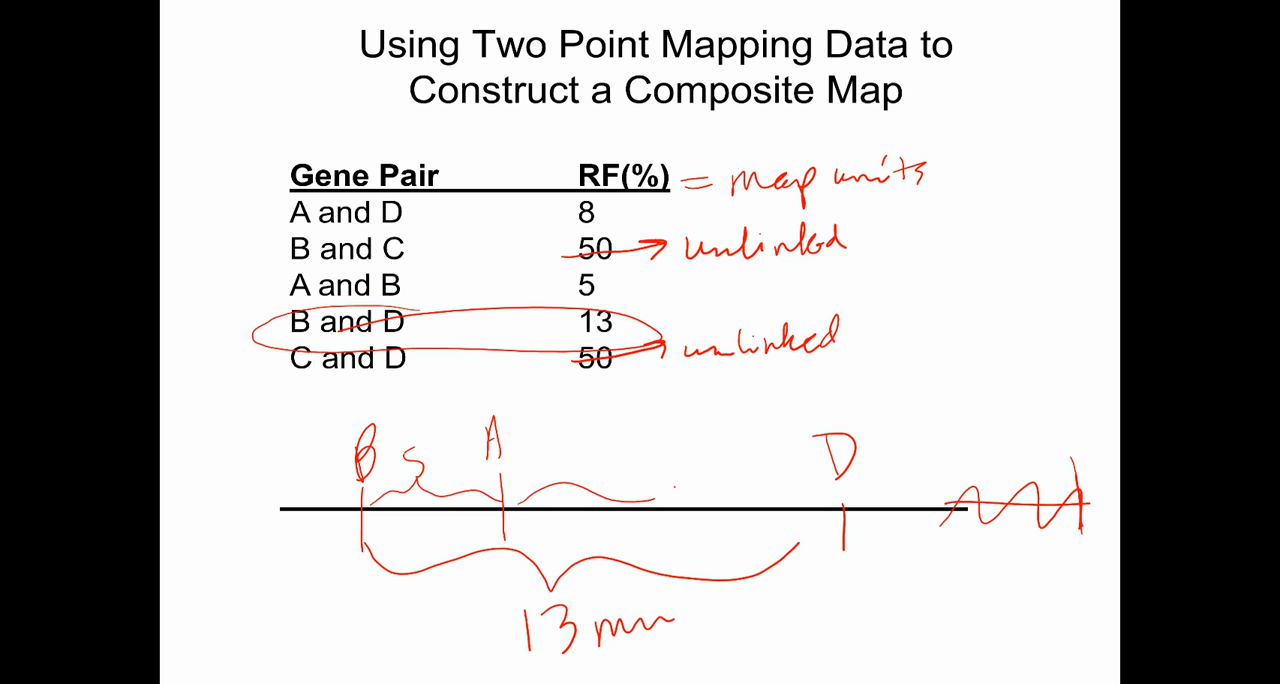 Using Two Point Mapping Data to
Construct a Composite Map
Gene Pair RF(%) = map units
A and D 8
B and C 50 → unlinked
A and B 5
B and D 13
C and D 50 → unlinked
B 5 A D
13 mu